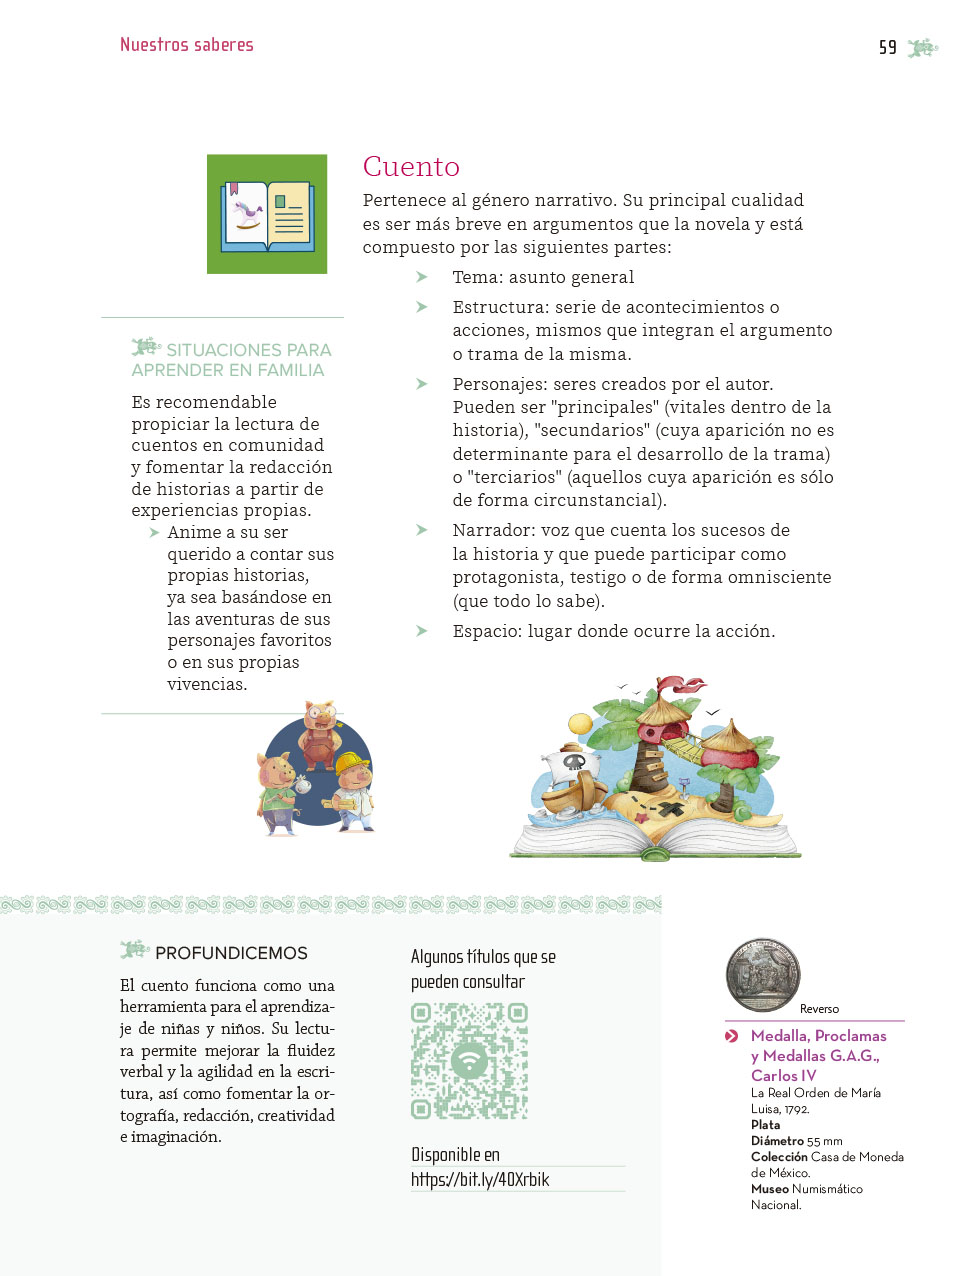 Nuestros saberes
59
Cuento
Pertenece al género narrativo. Su principal cualidad
es ser más breve en argumentos que la novela y está
compuesto por las siguientes partes:
Tema: asunto general
Estructura: serie de acontecimientos o
acciones, mismos que integran el argumento
o trama de la misma.
Personajes: seres creados por el autor.
Pueden ser "principales" (vitales dentro de la
historia), "secundarios" (cuya aparición no es
determinante para el desarrollo de la trama)
o "terciarios" (aquellos cuya aparición es sólo
de forma circunstancial).
Narrador: voz que cuenta los sucesos de
la historia y que puede participar como
protagonista, testigo o de forma omnisciente
(que todo lo sabe).
Espacio: lugar donde ocurre la acción.
SITUACIONES PARA
APRENDER EN FAMILIA
Es recomendable
propiciar la lectura de
cuentos en comunidad
y fomentar la redacción
de historias a partir de
experiencias propias.
Anime a su ser
querido a contar sus
propias historias,
ya sea basándose en
las aventuras de sus
personajes favoritos
o en sus propias
vivencias.
PROFUNDICEMOS
El cuento funciona como una
herramienta para el aprendiza-
je de niñas y niños. Su lectu-
ra permite mejorar la fluidez
verbal y la agilidad en la escri-
tura, así como fomentar la or-
tografía, redacción, creatividad
e imaginación.
Algunos títulos que se
pueden consultar
Disponible en
https://bit.ly/40Xrbik
Reverso
Medalla, Proclamas
y Medallas G.A.G.,
Carlos IV
La Real Orden de María
Luisa, 1792.
Plata
Diámetro 55 mm
Colección Casa de Moneda
de México.
Museo Numismático
Nacional.